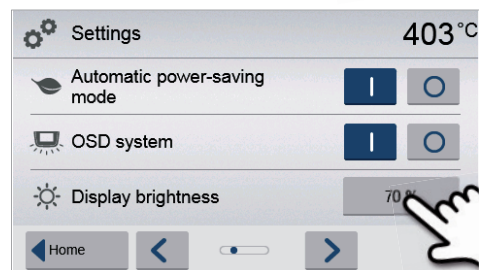 Settings
403°C
Automatic power-saving
mode
I O
OSD system
I O
Display brightness
70 %
Home